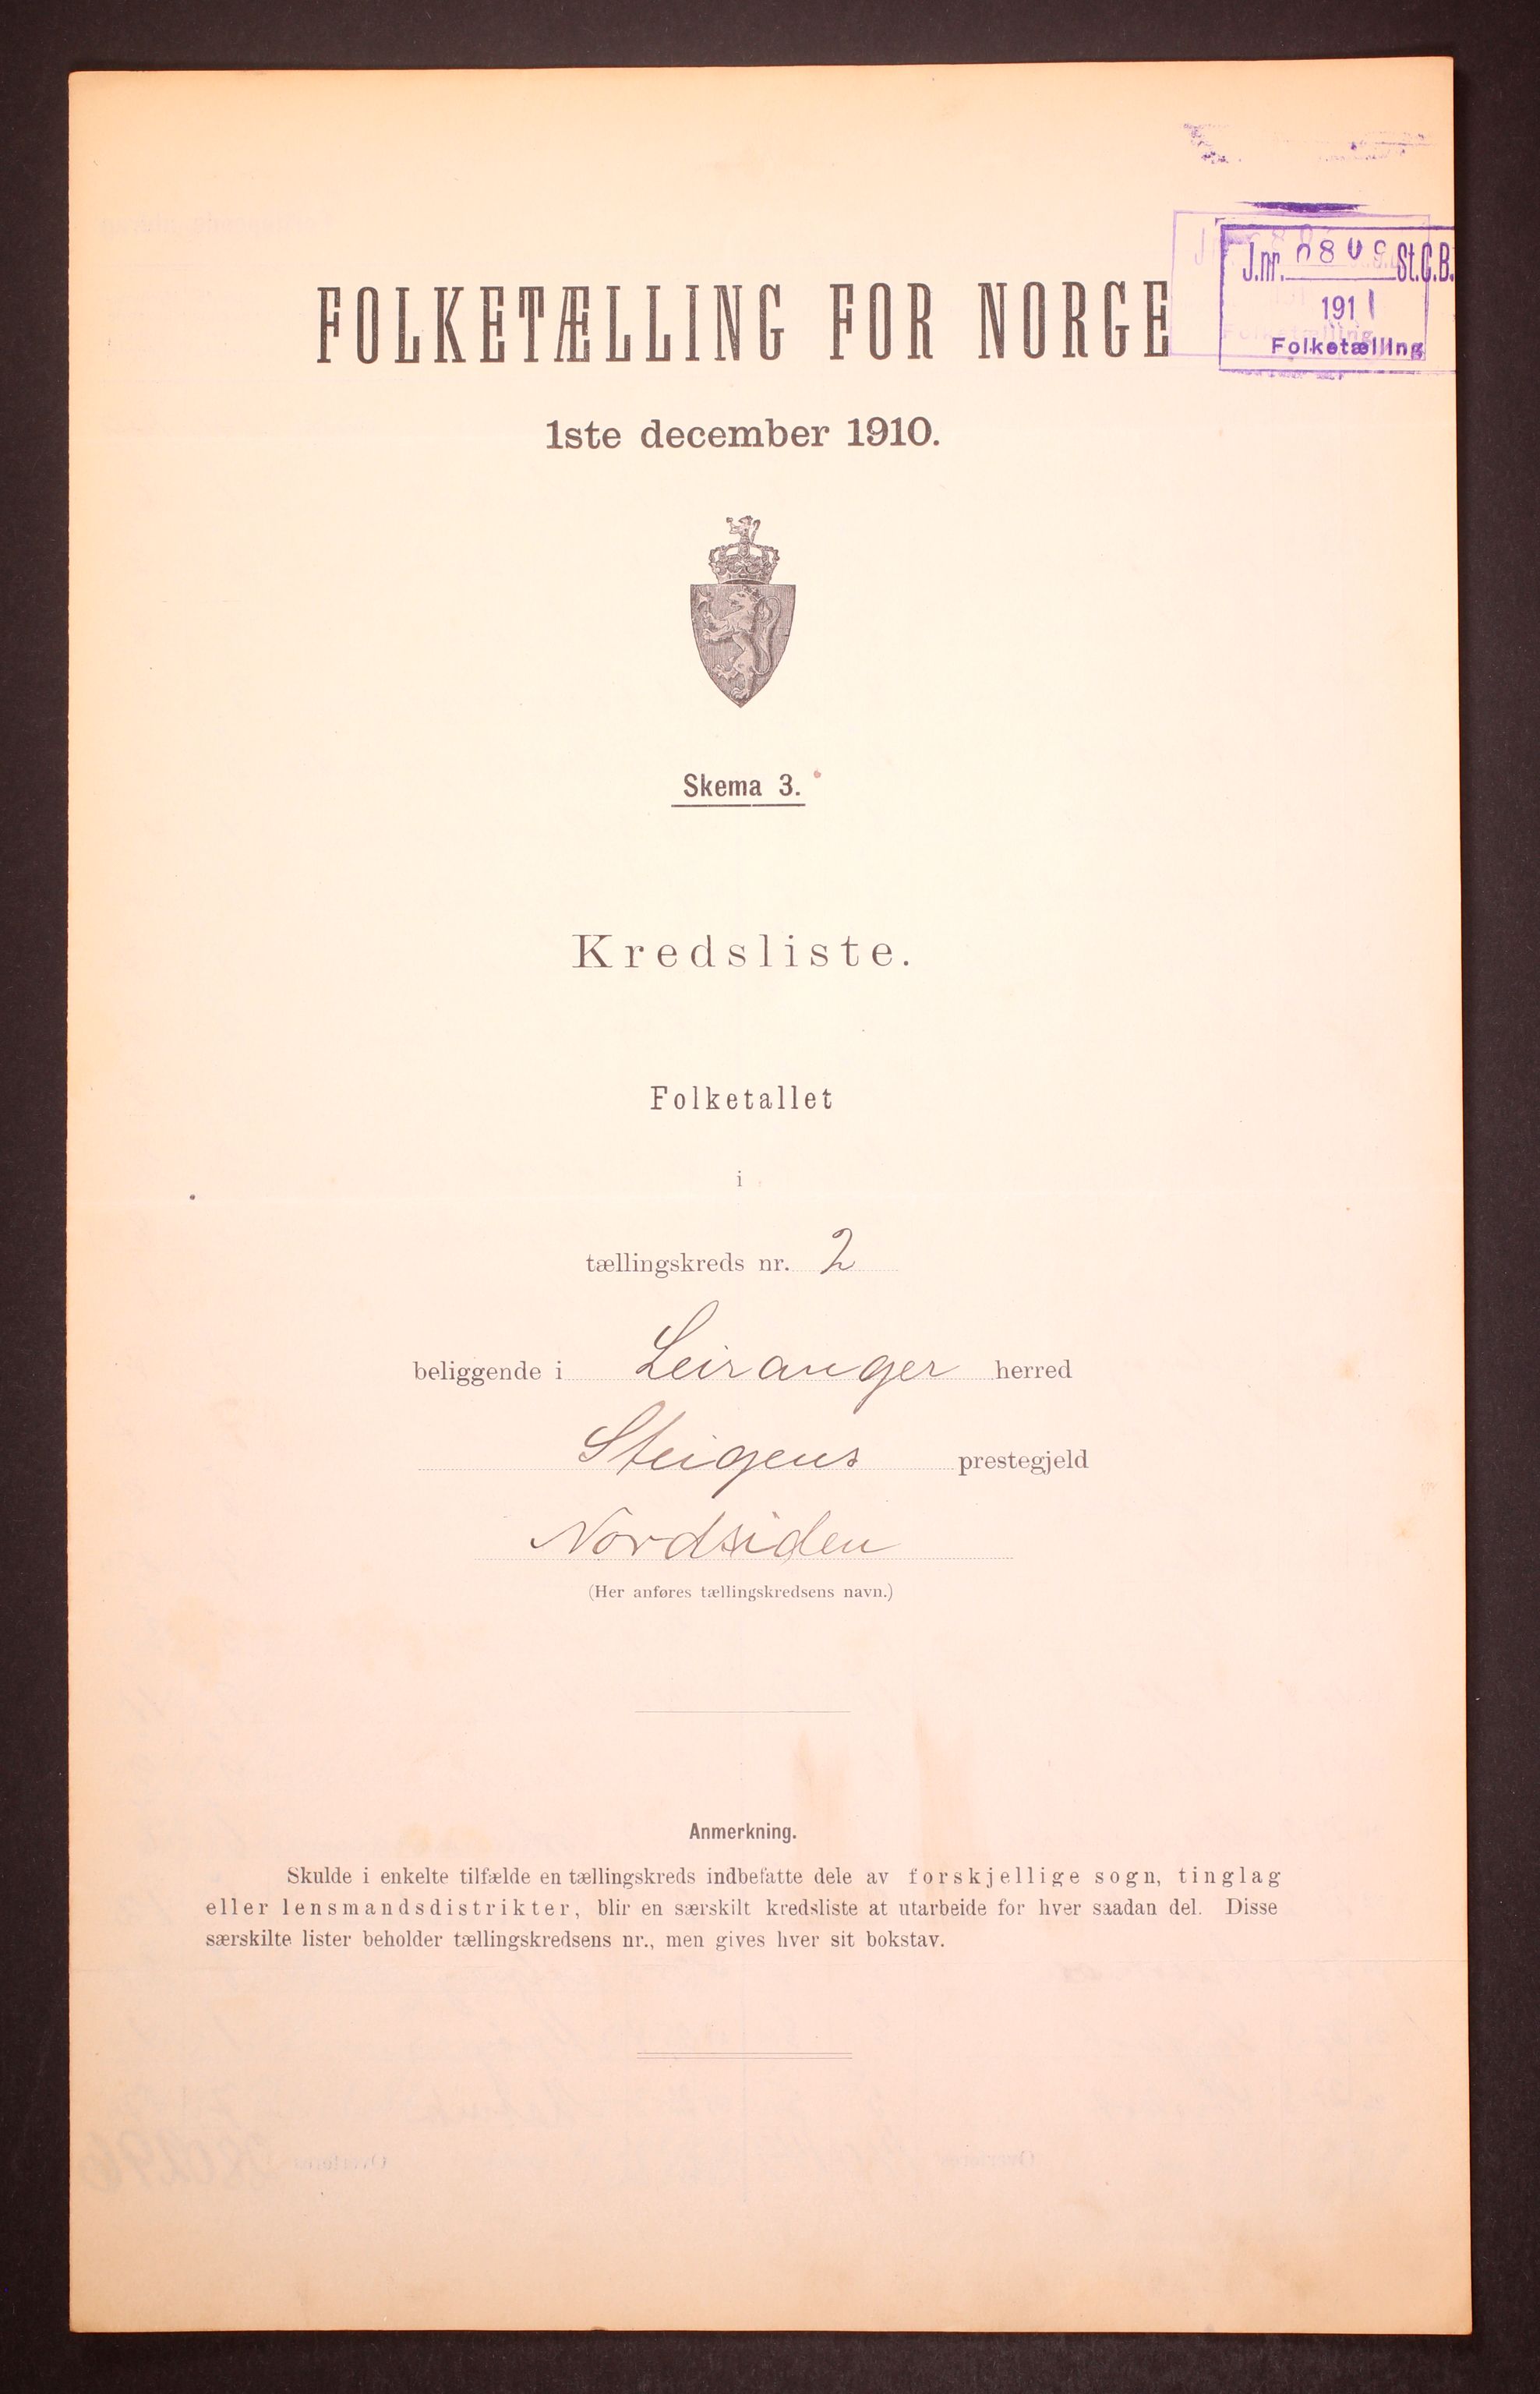 J.nr. St.C.B.
1911
Folketælling
FOLKETÆLLING FOR NORGE
1ste december 1910.
Skema 3.
Kredsliste.
Folketallet
i
tællingskreds nr. 2
beliggende i Leiranger herred
Steigens prestegjeld
Nordsiden
(Her anføres tællingskredsens navn.)
Anmerkning.
Skulde i enkelte tilfælde en tællingskreds indbefatte dele av forskjellige sogn, tinglag
eller lensmandsdistrikter, blir en særskilt kredsliste at utarbeide for hver saadan del. Disse
særskilte lister beholder tællingskredsens nr., men gives hver sit bokstav.